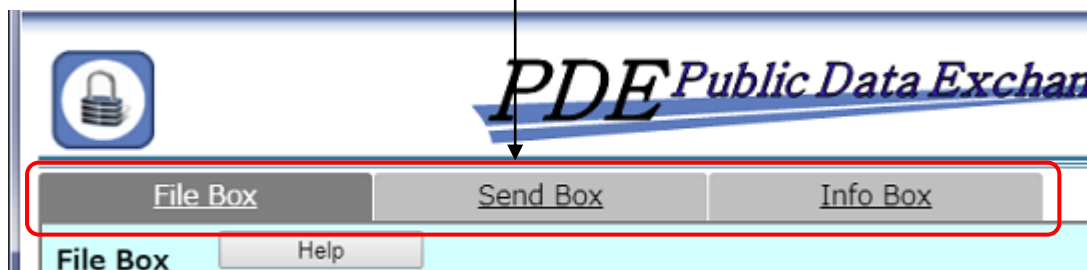 PDE Public Data Exchan
File Box Send Box Info Box
File Box Help